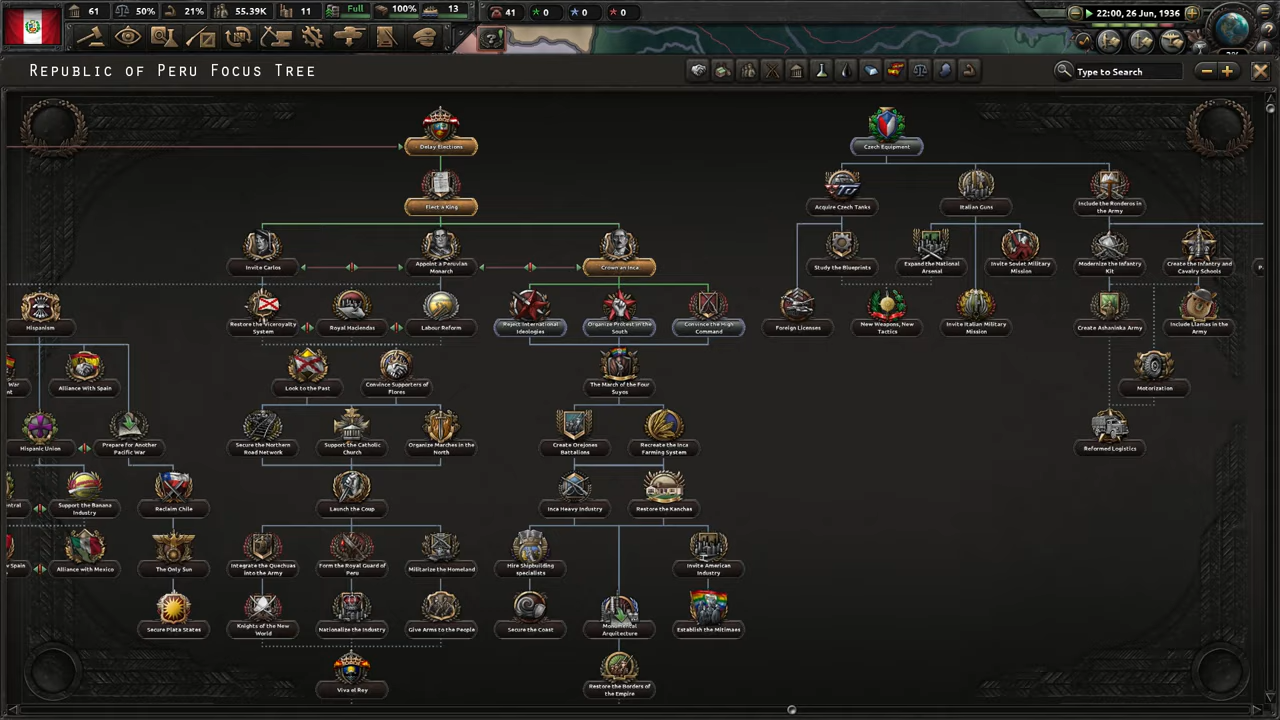 61
50%
21%
55.39K
11
Full
100%
13
41
0
0
0
22:00, 26 Jun, 1936
Republic of Peru Focus Tree
Type to Search
Delay Elections
Czech Equipment
Elect a King
Acquire Czech Tanks
Italian Guns
Include the Ronderos in
the Army
Invite Carlos
Appoint a Peruvian
Monarch
Crown an Inca
Study the Blueprints
Expand the National
Arsenal
Invite Soviet Military
Mission
Modernize the Infantry
Kit
Create the Infantry and
Cavalry Schools
Hispanism
Restore the Viceroyalty
System
Royal Haciendas
Labour Reform
Reject International
Ideologies
Organize Protest in the
South
Convince the High
Command
Foreign Licenses
New Weapons, New
Tactics
Invite Italian Military
Mission
Create Ashaninka Army
Include Llamas in the
Army
Alliance With Spain
Look to the Past
Convince Supporters of
Flores
The March of the Four
Suyos
Motorization
Hispanic Union
Prepare for Another
Pacific War
Secure the Northern
Road Network
Support the Catholic
Church
Organize Marches in the
North
Create Orejones
Battalions
Recreate the Inca
Farming System
Reformed Logistics
Support the Banana
Industry
Reclaim Chile
Launch the Coup
Inca Heavy Industry
Restore the Kanchas
Alliance with Mexico
The Only Sun
Integrate the Quechuas
into the Army
Form the Royal Guard of
Peru
Militarize the Homeland
Hire Shipbuilding
specialists
Invite American
Industry
Secure Plata States
Knights of the New
World
Nationalize the Industry
Give Arms to the People
Secure the Coast
Monumental
Arquitecture
Establish the Mitimaes
Viva el Rey
Restore the Borders of
the Empire